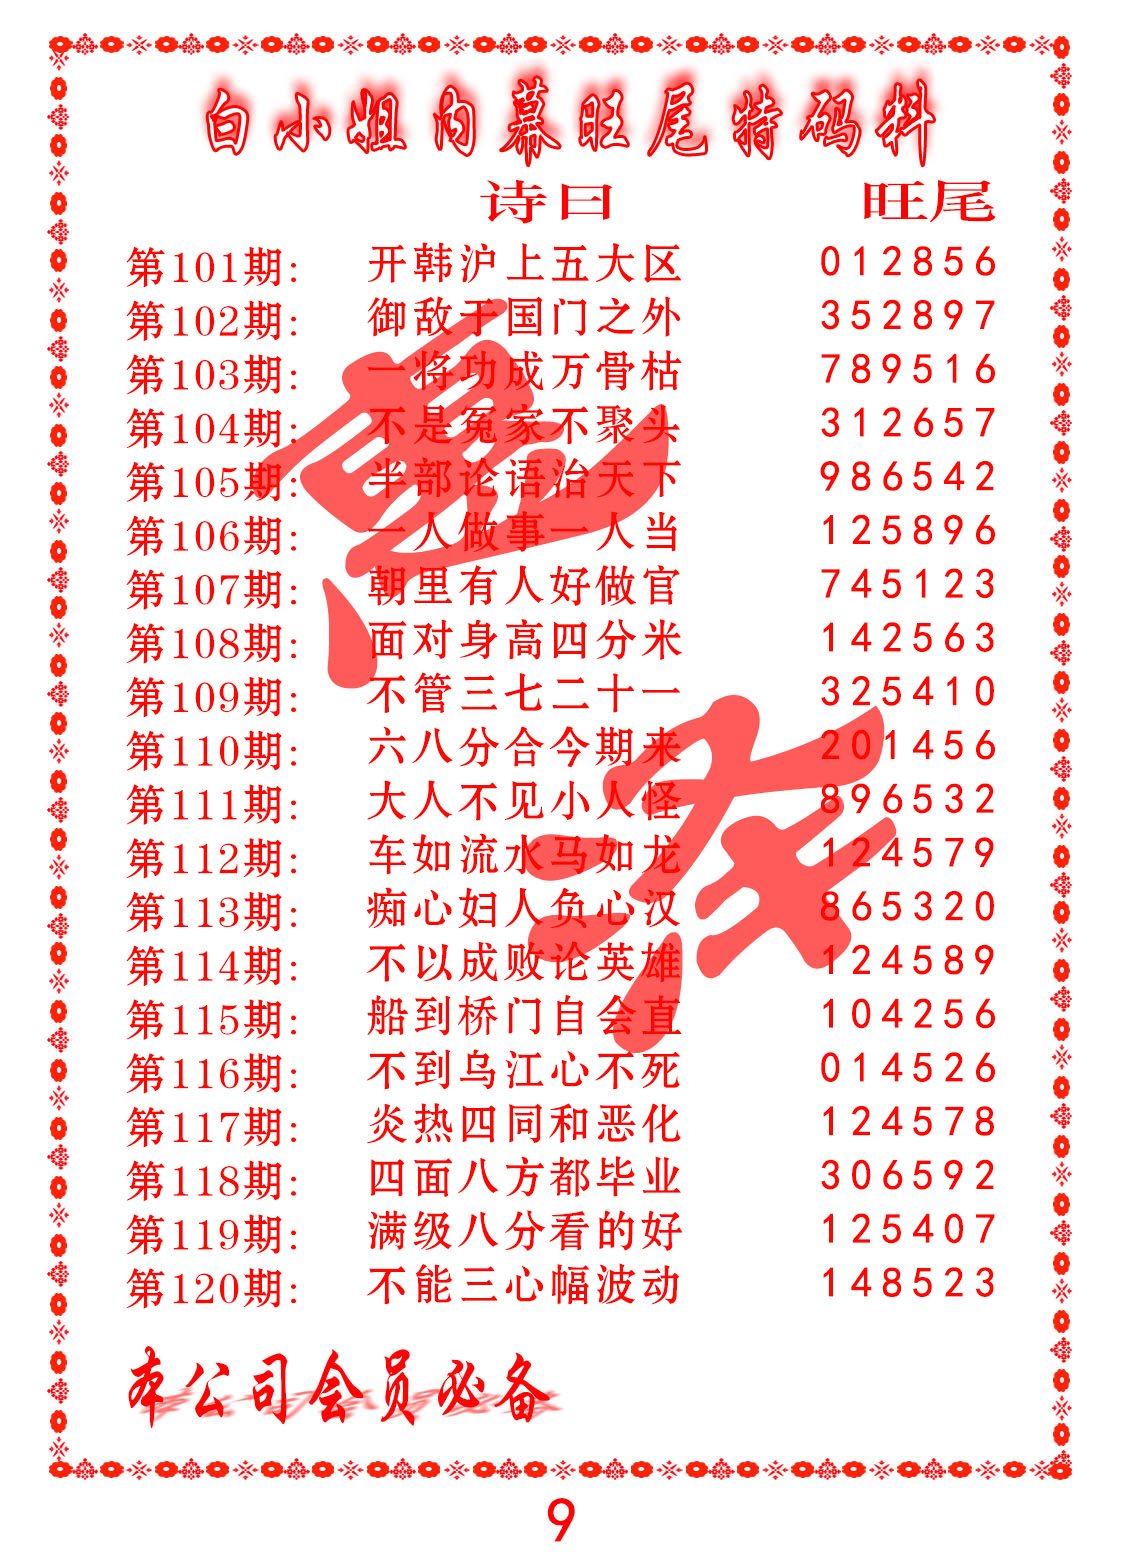 白小姐内幕旺尾特码料
诗曰 旺尾
第101期: 开韩沪上五大区 012856
第102期: 御敌于国门之外 352897
第103期: 一将功成万骨枯 789516
第104期: 不是冤家不聚头 312657
第105期: 半部论语治天下 986542
第106期: 一人做事一人当 125896
第107期: 朝里有人好做官 745123
第108期: 面对身高四分米 142563
第109期: 不管三七二十一 325410
第110期: 六八分合今期来 201456
第111期: 大人不见小人怪 896532
第112期: 车如流水马如龙 124579
第113期: 痴心妇人负心汉 865320
第114期: 不以成败论英雄 124589
第115期: 船到桥门自会直 104256
第116期: 不到乌江心不死 014526
第117期: 炎热四同和恶化 124578
第118期: 四面八方都毕业 306592
第119期: 满级八分看的好 125407
第120期: 不能三心幅波动 148523
本公司会员必备
9